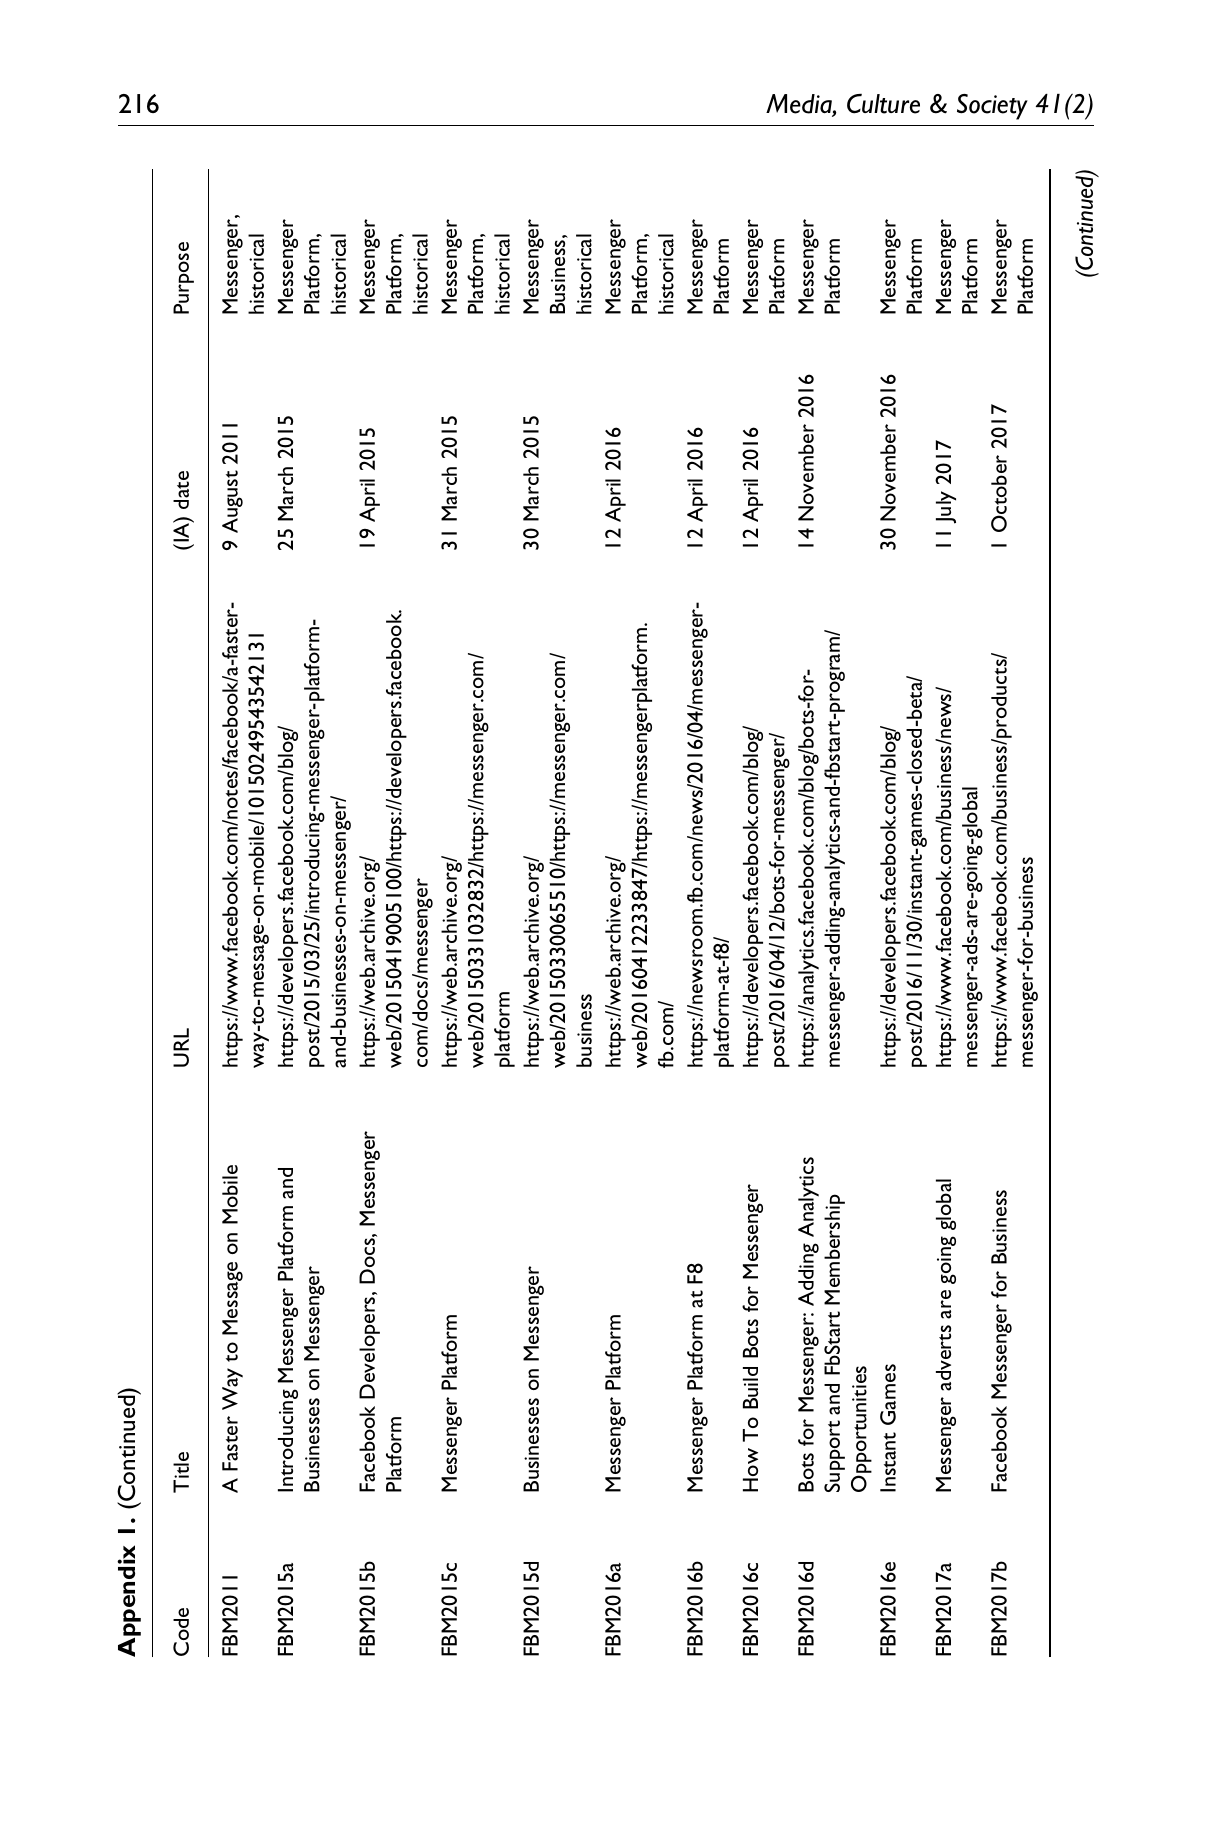 216
Media, Culture & Society 41(2)
Appendix 1. (Continued)
Code Title URL (IA) date Purpose
FBM2011 A Faster Way to Message on Mobile https://www.facebook.com/notes/facebook/a-faster- 9 August 2011 Messenger,
way-to-message-on-mobile/10150249543542131 historical
FBM2015a Introducing Messenger Platform and https://developers.facebook.com/blog/ 25 March 2015 Messenger
Businesses on Messenger post/2015/03/25/introducing-messenger-platform- Platform,
and-businesses-on-messenger/ historical
FBM2015b Facebook Developers, Docs, Messenger https://web.archive.org/ 19 April 2015 Messenger
Platform web/20150419005100/https://developers.facebook. Platform,
com/docs/messenger historical
FBM2015c Messenger Platform https://web.archive.org/ 31 March 2015 Messenger
web/20150331032832/https://messenger.com/ Platform,
platform historical
FBM2015d Businesses on Messenger https://web.archive.org/ 30 March 2015 Messenger
web/20150330065510/https://messenger.com/ Business,
business historical
FBM2016a Messenger Platform https://web.archive.org/ 12 April 2016 Messenger
web/20160412233847/https://messengerplatform. Platform,
fb.com/ historical
FBM2016b Messenger Platform at F8 https://newsroom.fb.com/news/2016/04/messenger- 12 April 2016 Messenger
platform-at-f8/ Platform
FBM2016c How To Build Bots for Messenger https://developers.facebook.com/blog/ 12 April 2016 Messenger
post/2016/04/12/bots-for-messenger/ Platform
FBM2016d Bots for Messenger: Adding Analytics https://analytics.facebook.com/blog/bots-for- 14 November 2016 Messenger
Support and FbStart Membership messenger-adding-analytics-and-fbstart-program/ Platform
Opportunities
FBM2016e Instant Games https://developers.facebook.com/blog/ 30 November 2016 Messenger
post/2016/11/30/instant-games-closed-beta/ Platform
FBM2017a Messenger adverts are going global https://www.facebook.com/business/news/ 11 July 2017 Messenger
messenger-ads-are-going-global Platform
FBM2017b Facebook Messenger for Business https://www.facebook.com/business/products/ 1 October 2017 Messenger
messenger-for-business Platform
(Continued)